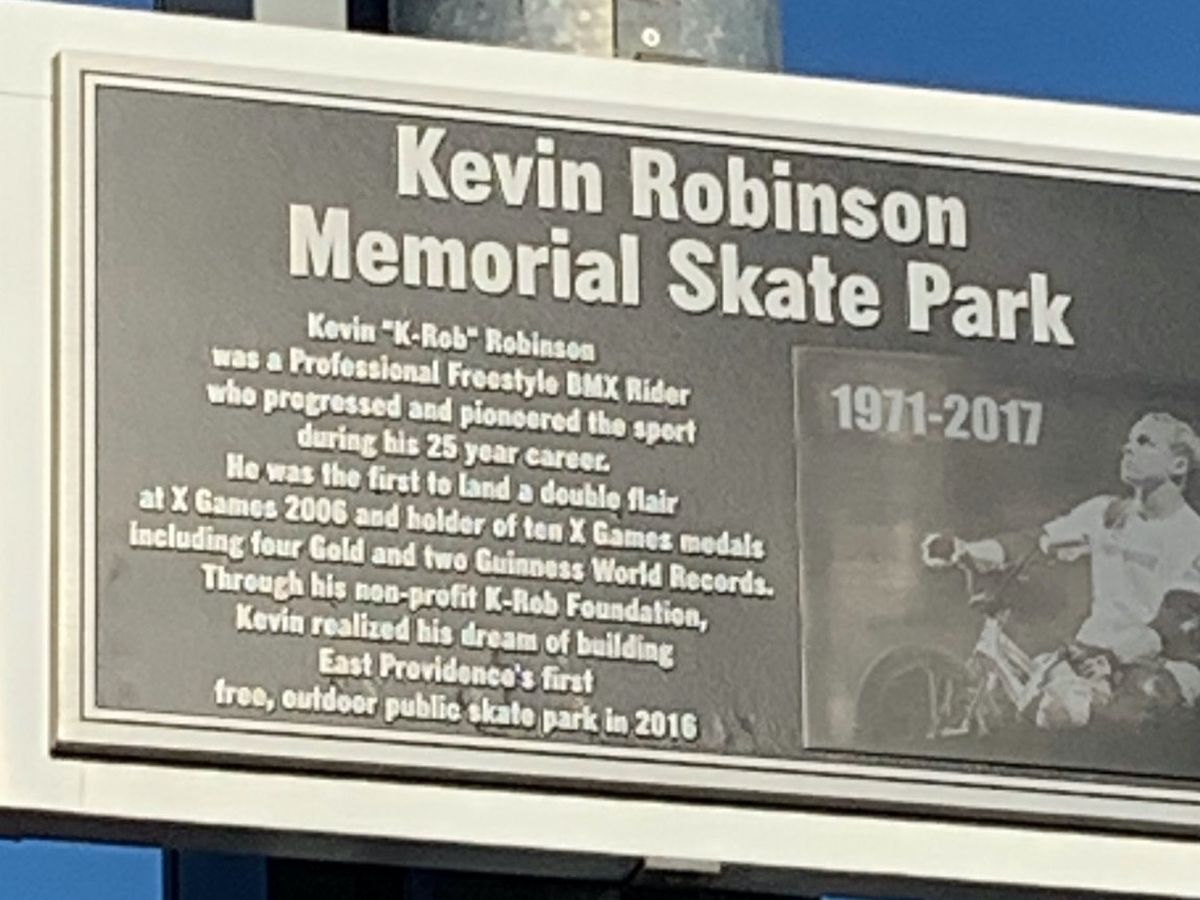 Kevin Robinson
Memorial Skate Park
Kevin "K-Rob" Robinson
was a Professional Freestyle BMX Rider
who progressed and pioneered the sport
during his 25 year career.
He was the first to land a double flair
at X Games 2006 and holder of ten X Games medals
including four Gold and two Guinness World Records.
Through his non-profit K-Rob Foundation,
Kevin realized his dream of building
East Providence's first
free, outdoor public skate park in 2016
1971-2017